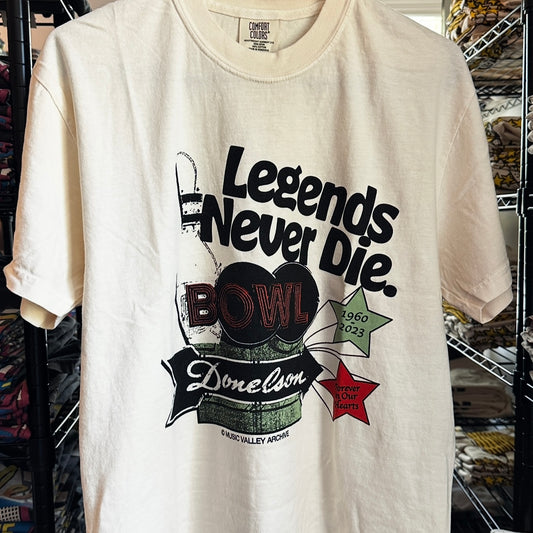 COMFORT
COLORS
Legends
Never Die.
BOWL
1960
2023
Donelson
Forever
In Our
Hearts
© MUSIC VALLEY ARCHIVE